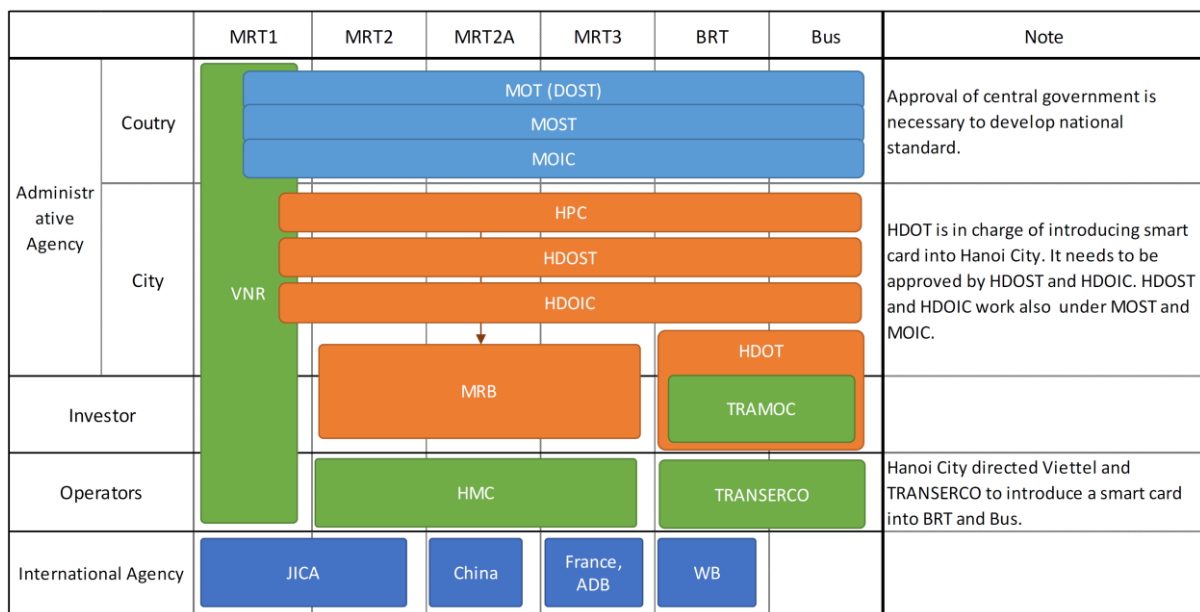 MRT1 MRT2 MRT2A MRT3 BRT Bus Note
Administr
ative
Agency
Coutry
MOT (DOST)
MOST
MOIC
Approval of central government is
necessary to develop national
standard.
City
VNR
HPC
HDOST
HDOIC
MRB
HDOT
HDOT is in charge of introducing smart
card into Hanoi City. It needs to be
approved by HDOST and HDOIC. HDOST
and HDOIC work also  under MOST and
MOIC.
Investor
TRAMOC
Operators
HMC
TRANSERCO
Hanoi City directed Viettel and
TRANSERCO to introduce a smart card
into BRT and Bus.
International Agency
JICA
China
France,
ADB
WB